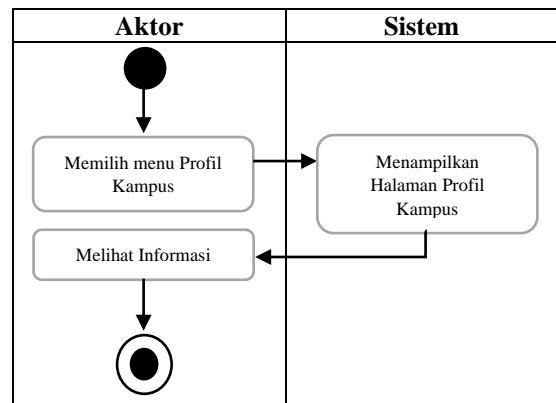 Aktor
Sistem
Memilih menu Profil
Kampus
Menampilkan
Halaman Profil
Kampus
Melihat Informasi